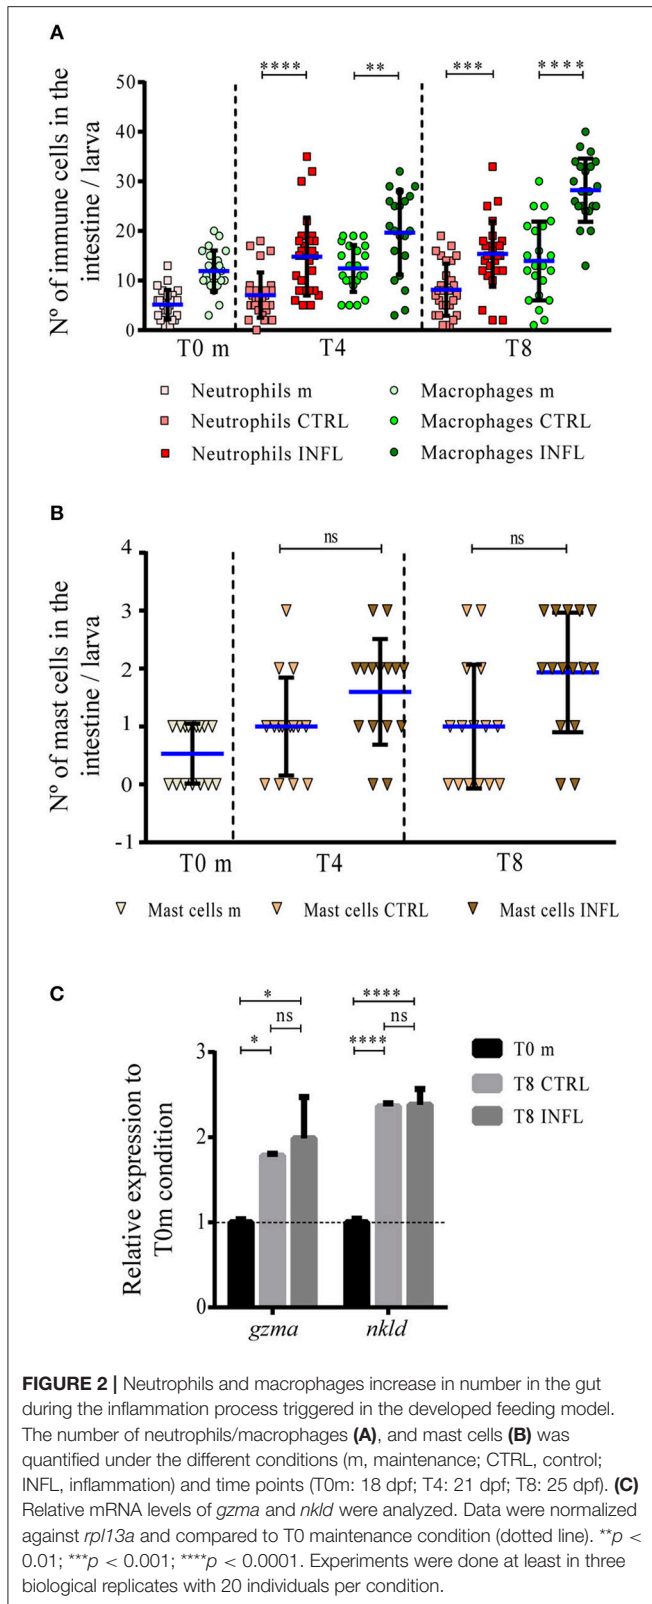 A
**** ** *** ****
Nº of immune cells in the
intestine / larva
50
40
30
20
10
0
T0 m T4 T8
Neutrophils m Macrophages m
Neutrophils CTRL Macrophages CTRL
Neutrophils INFL Macrophages INFL
B
ns ns
Nº of mast cells in the
intestine / larva
4
3
2
1
0
-1
T0 m T4 T8
Mast cells m Mast cells CTRL Mast cells INFL
C
* ****
* ns **** ns
Relative expression to
T0m condition
3
2
1
0
gzma nkld
T0 m
T8 CTRL
T8 INFL
FIGURE 2 | Neutrophils and macrophages increase in number in the gut
during the inflammation process triggered in the developed feeding model.
The number of neutrophils/macrophages (A), and mast cells (B) was
quantified under the different conditions (m, maintenance; CTRL, control;
INFL, inflammation) and time points (T0m: 18 dpf; T4: 21 dpf; T8: 25 dpf). (C)
Relative mRNA levels of gzma and nkld were analyzed. Data were normalized
against rpl13a and compared to T0 maintenance condition (dotted line). **p <
0.01; ***p < 0.001; ****p < 0.0001. Experiments were done at least in three
biological replicates with 20 individuals per condition.